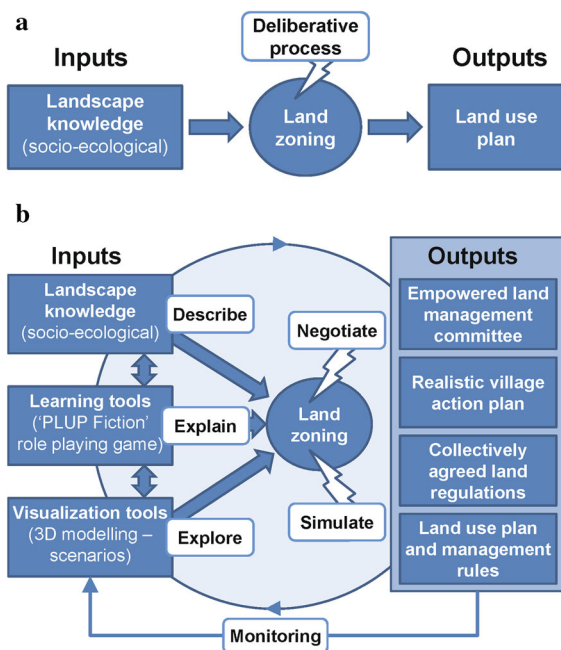 a
Inputs
Deliberative
process
Outputs
Landscape
knowledge
(socio-ecological)
Land
zoning
Land use
plan
b
Inputs
Outputs
Landscape
knowledge
(socio-ecological)
Describe
Learning tools
(‘PLUP Fiction’
role playing game)
Explain
Visualization tools
(3D modelling –
scenarios)
Explore
Negotiate
Land
zoning
Simulate
Empowered land
management
committee
Realistic village
action plan
Collectively
agreed land
regulations
Land use plan
and management
rules
Monitoring